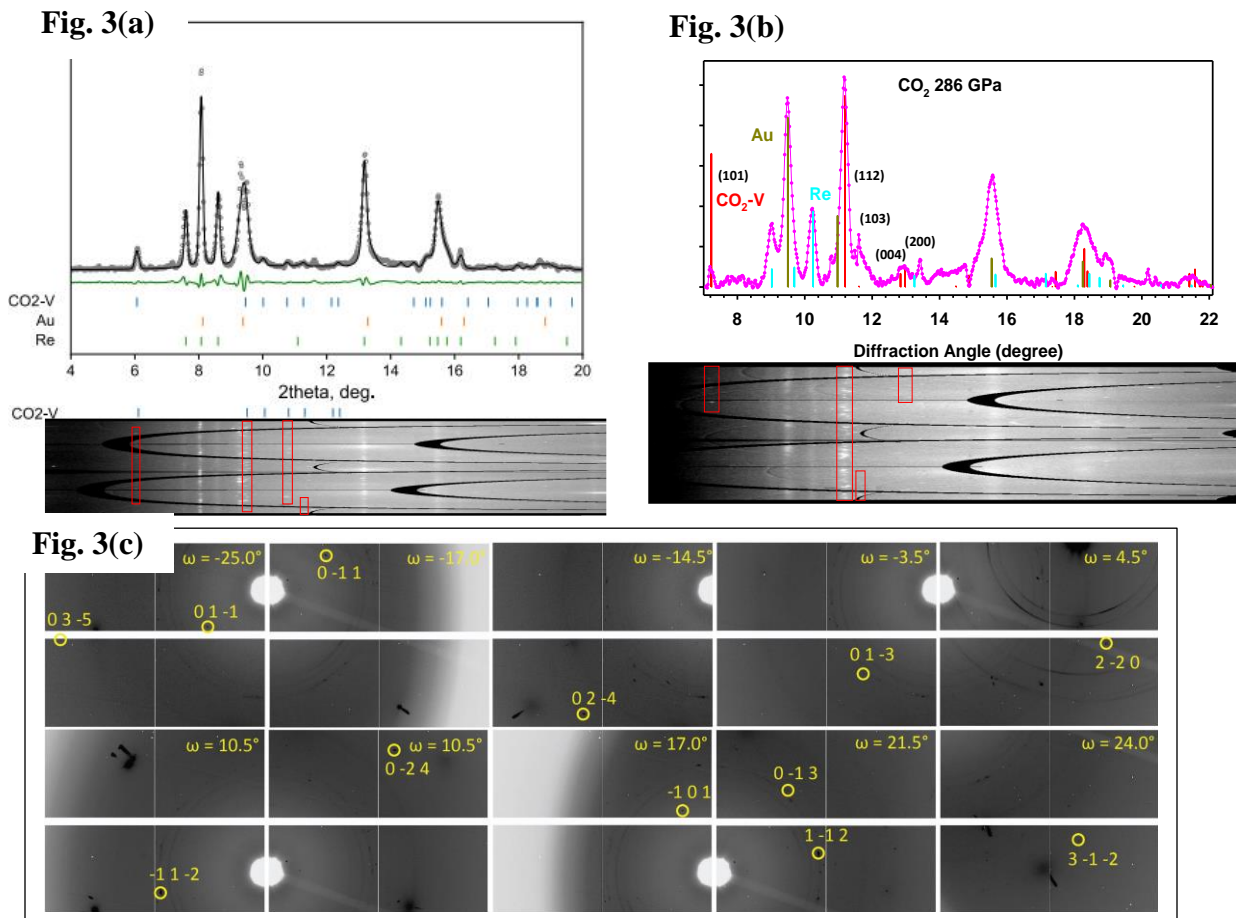 Fig. 3(a)
CO2-V
Au
Re
4 6 8 10 12 14 16 18 20
2theta, deg.
CO2-V
Fig. 3(b)
CO₂ 286 GPa
Au
(101)
CO₂-V
Re
(112)
(103)
(004)
(200)
8 10 12 14 16 18 20 22
Diffraction Angle (degree)
Fig. 3(c)
ω = -25.0°
ω = -17.0°
ω = -14.5°
ω = -3.5°
ω = 4.5°
0 -1 1
0 3 -5
0 1 -1
0 1 -3
2 -2 0
0 2 -4
ω = 10.5°
ω = 10.5°
ω = 17.0°
ω = 21.5°
ω = 24.0°
0 -2 4
-1 0 1
0 -1 3
-1 1 -2
1 -1 2
3 -1 -2